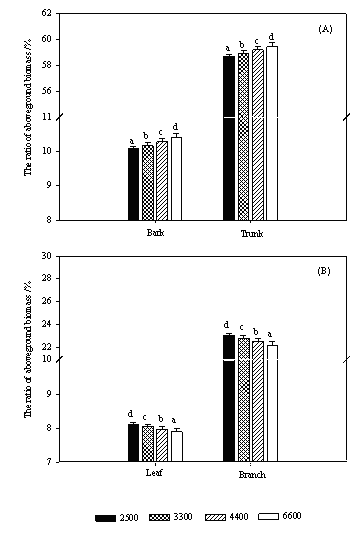 (A)
The ratio of aboveground biomass /%
62
60
58
56
11
10
9
8
a b c d
a b c d
Bark Trunk
(B)
The ratio of aboveground biomass /%
30
28
26
24
22
10
9
8
7
d c b a
d c b a
Leaf Branch
2500 3300 4400 6600